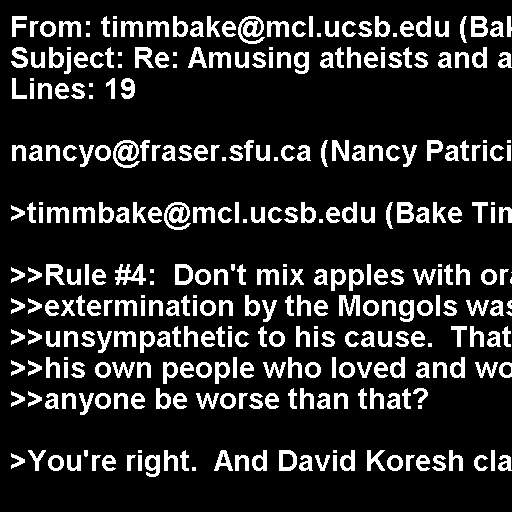 From: timmbake@mcl.ucsb.edu (Bak
Subject: Re: Amusing atheists and a
Lines: 19

nancyo@fraser.sfu.ca (Nancy Patrici

>timmbake@mcl.ucsb.edu (Bake Tim

>>Rule #4:  Don't mix apples with ora
>>extermination by the Mongols was
>>unsympathetic to his cause.  That
>>his own people who loved and wo
>>anyone be worse than that?

>You're right.  And David Koresh cla